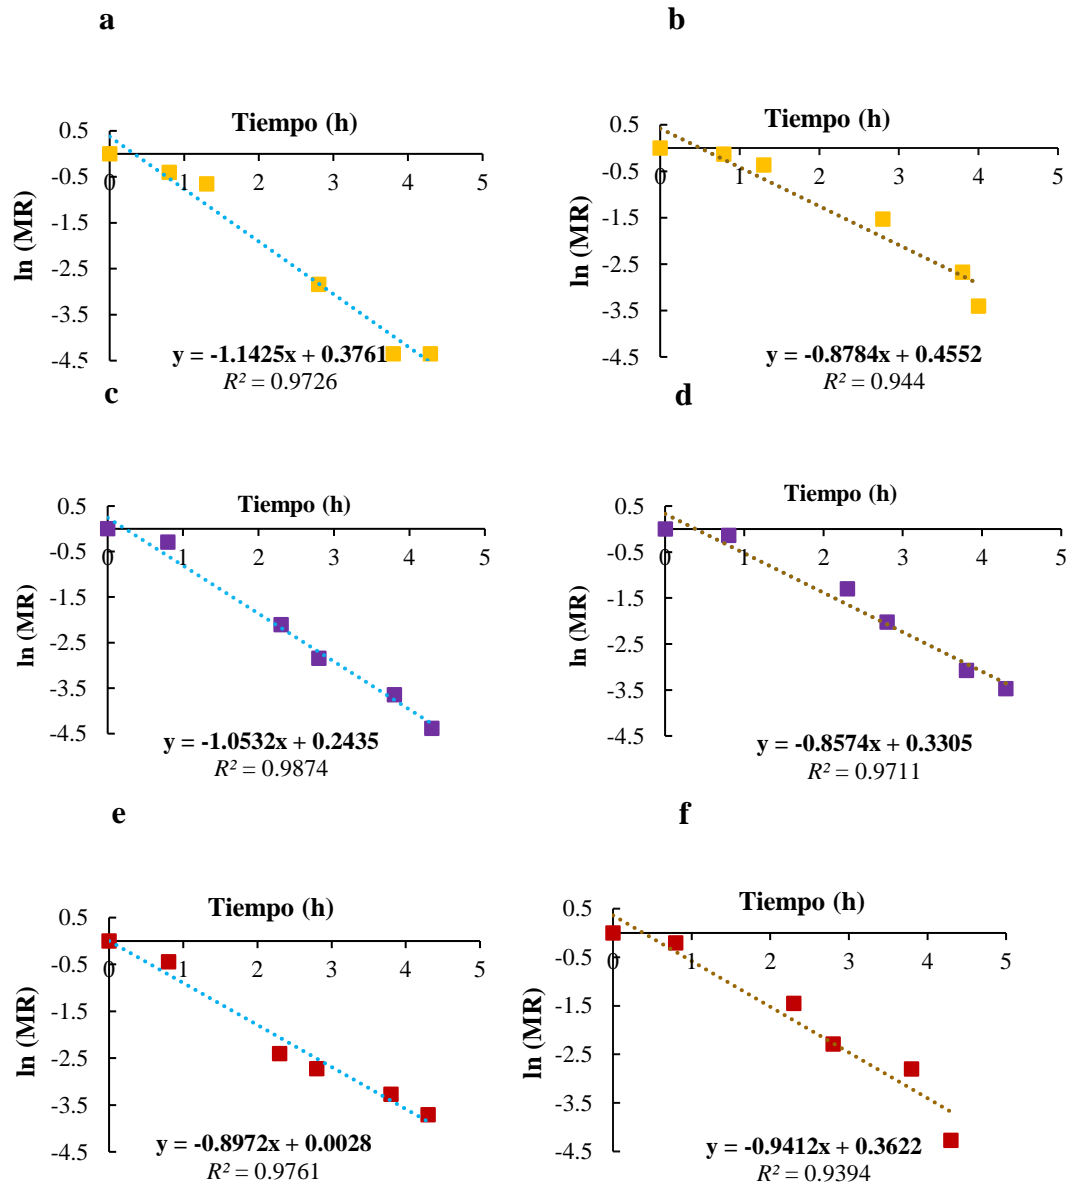 a
Tiempo (h)
0.5
-0.5
-1.5
-2.5
-3.5
-4.5
0 1 2 3 4 5
ln (MR)
y = -1.1425x + 0.3761
R² = 0.9726
b
Tiempo (h)
0.5
-0.5
-1.5
-2.5
-3.5
-4.5
0 1 2 3 4 5
ln (MR)
y = -0.8784x + 0.4552
R² = 0.944
c
Tiempo (h)
0.5
-0.5
-1.5
-2.5
-3.5
-4.5
0 1 2 3 4 5
ln (MR)
y = -1.0532x + 0.2435
R² = 0.9874
d
Tiempo (h)
0.5
-0.5
-1.5
-2.5
-3.5
-4.5
0 1 2 3 4 5
ln (MR)
y = -0.8574x + 0.3305
R² = 0.9711
e
Tiempo (h)
0.5
-0.5
-1.5
-2.5
-3.5
-4.5
0 1 2 3 4 5
ln (MR)
y = -0.8972x + 0.0028
R² = 0.9761
f
Tiempo (h)
0.5
-0.5
-1.5
-2.5
-3.5
-4.5
0 1 2 3 4 5
ln (MR)
y = -0.9412x + 0.3622
R² = 0.9394